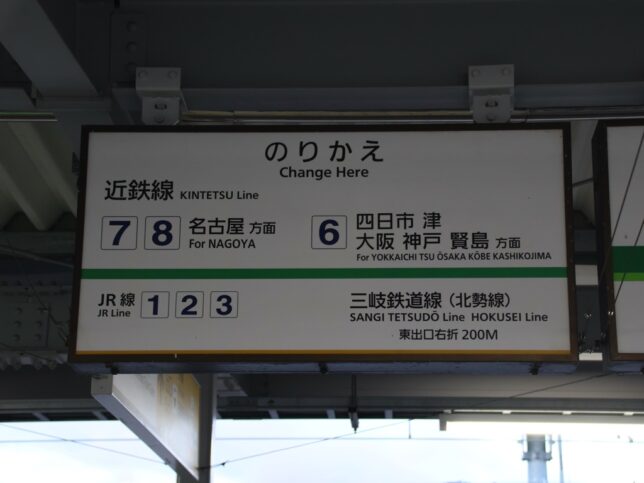 のりかえ
Change Here
近鉄線 KINTETSU Line
7 8 名古屋 方面
For NAGOYA
6 四日市 津
大阪 神戸 賢島 方面
For YOKKAICHI TSU ŌSAKA KŌBE KASHIKOJIMA
JR 線
JR Line
1 2 3
三岐鉄道線(北勢線)
SANGI TETSUDŌ Line HOKUSEI Line
東出口右折 200M